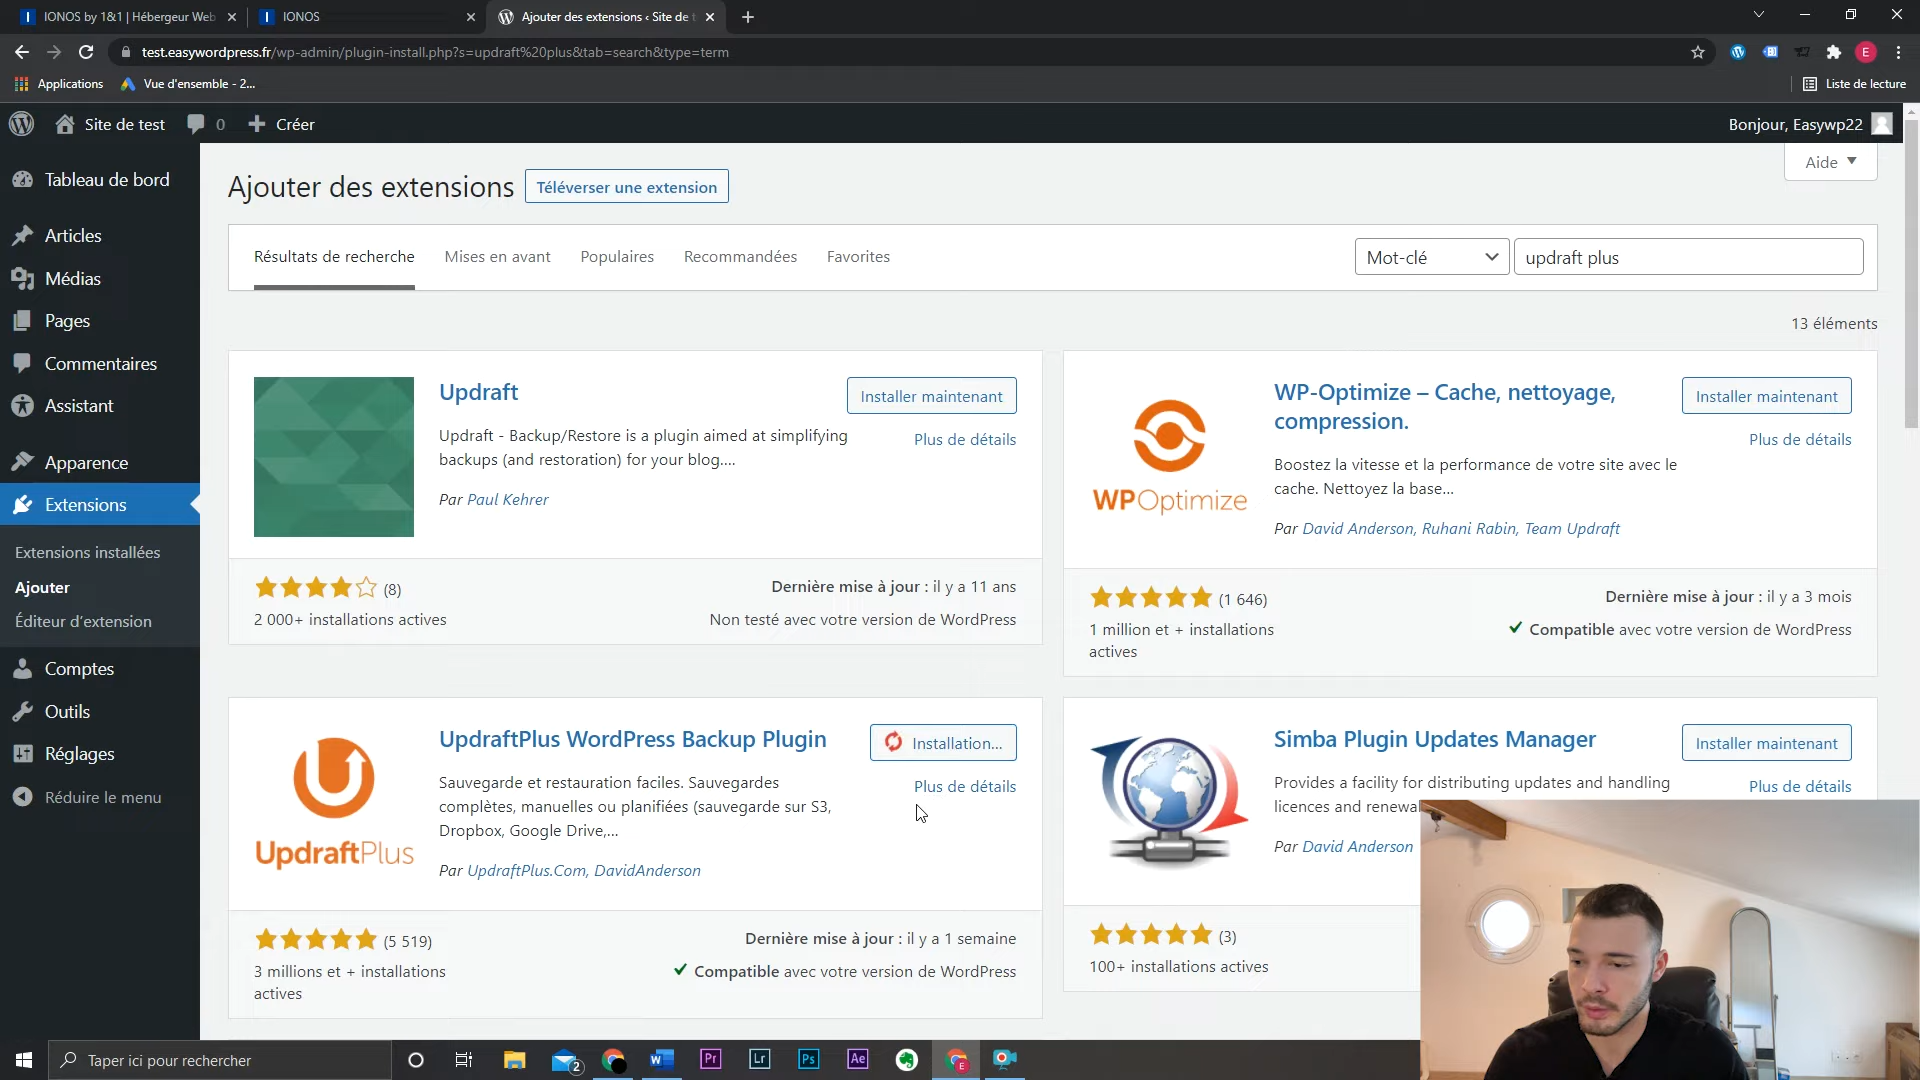 IONOS by 1&1 | Hébergeur Web
IONOS
Ajouter des extensions ‹ Site de t
test.easywordpress.fr/wp-admin/plugin-install.php?s=updraft%20plus&tab=search&type=term
E
Applications
Vue d'ensemble - 2...
Liste de lecture
Site de test
0
Créer
Bonjour, Easywp22
Aide
Tableau de bord
Articles
Médias
Pages
Commentaires
Assistant
Apparence
Extensions
Extensions installées
Ajouter
Éditeur d'extension
Comptes
Outils
Réglages
Réduire le menu
Ajouter des extensions
Téléverser une extension
Résultats de recherche
Mises en avant
Populaires
Recommandées
Favorites
Mot-clé
updraft plus
13 éléments
Updraft
Installer maintenant
Plus de détails
Updraft - Backup/Restore is a plugin aimed at simplifying
backups (and restoration) for your blog....
Par Paul Kehrer
(8)
2 000+ installations actives
Dernière mise à jour : il y a 11 ans
Non testé avec votre version de WordPress
WPOptimize
WP-Optimize – Cache, nettoyage,
compression.
Installer maintenant
Plus de détails
Boostez la vitesse et la performance de votre site avec le
cache. Nettoyez la base...
Par David Anderson, Ruhani Rabin, Team Updraft
(1 646)
1 million et + installations
actives
Dernière mise à jour : il y a 3 mois
Compatible avec votre version de WordPress
UpdraftPlus
UpdraftPlus WordPress Backup Plugin
Installation...
Plus de détails
Sauvegarde et restauration faciles. Sauvegardes
complètes, manuelles ou planifiées (sauvegarde sur S3,
Dropbox, Google Drive,...
Par UpdraftPlus.Com, DavidAnderson
(5 519)
3 millions et + installations
actives
Dernière mise à jour : il y a 1 semaine
Compatible avec votre version de WordPress
Simba Plugin Updates Manager
Installer maintenant
Plus de détails
Provides a facility for distributing updates and handling
licences and renewa
Par David Anderson
(3)
100+ installations actives
Taper ici pour rechercher
2
Pr
Lr
Ps
Ae
E